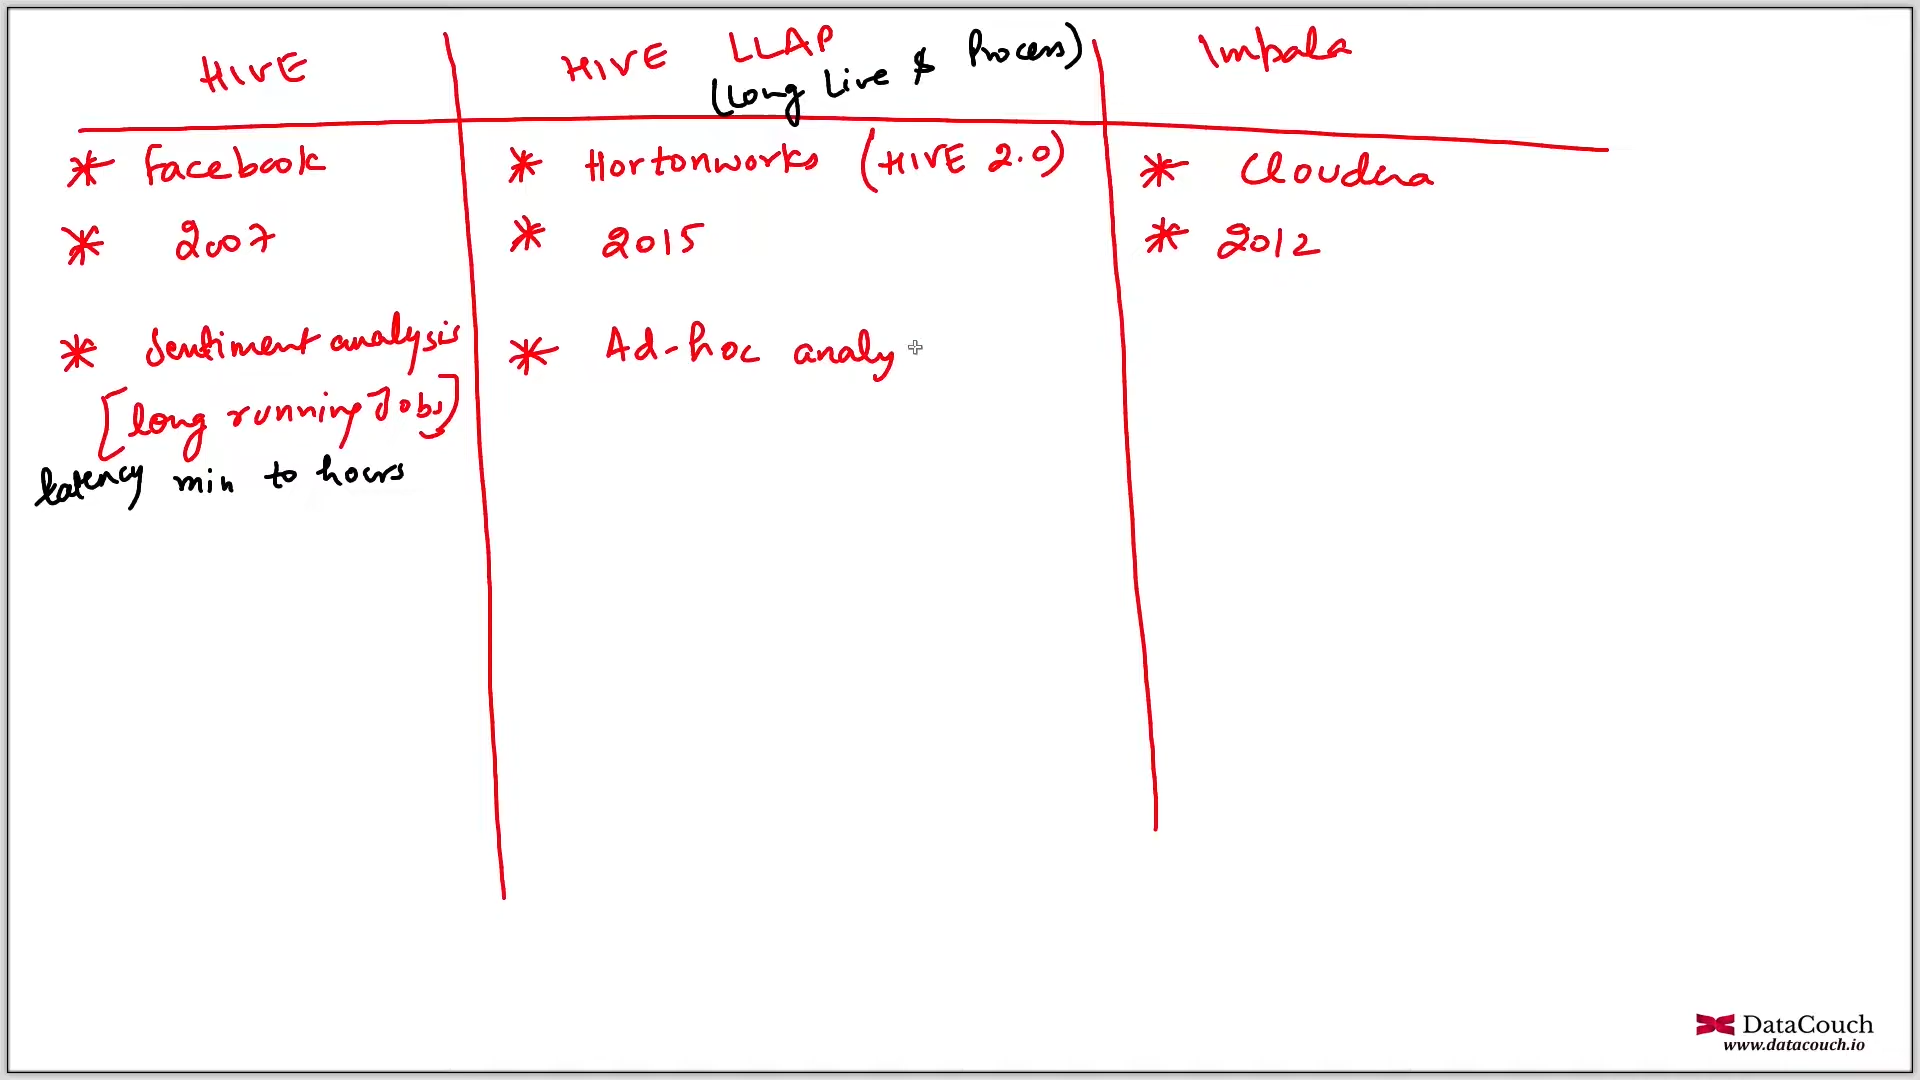 HIVE
HIVE LLAP
(Long Live & Process)
Impala
* Facebook
* Hortonworks (HIVE 2.0)
* Cloudera
* 2007
* 2015
* 2012
* Sentiment analysis
[long running Jobs]
latency min to hours
* Ad-hoc analy
DataCouch
www.datacouch.io